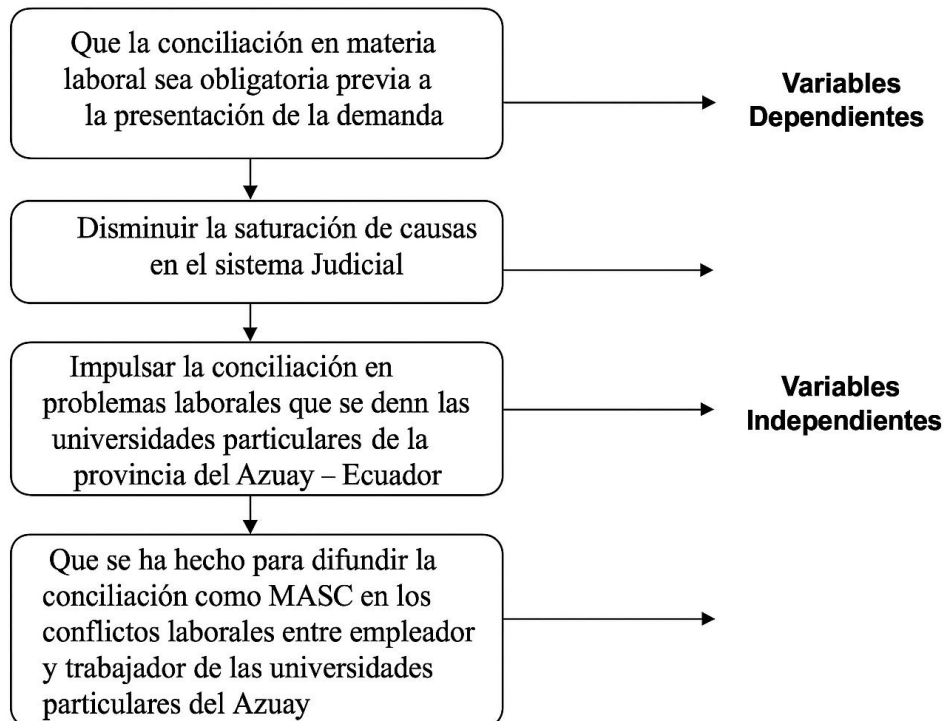 Que la conciliación en materia
laboral sea obligatoria previa a
la presentación de la demanda
Variables
Dependientes
Disminuir la saturación de causas
en el sistema Judicial
Impulsar la conciliación en
problemas laborales que se denn las
universidades particulares de la
provincia del Azuay – Ecuador
Variables
Independientes
Que se ha hecho para difundir la
conciliación como MASC en los
conflictos laborales entre empleador
y trabajador de las universidades
particulares del Azuay